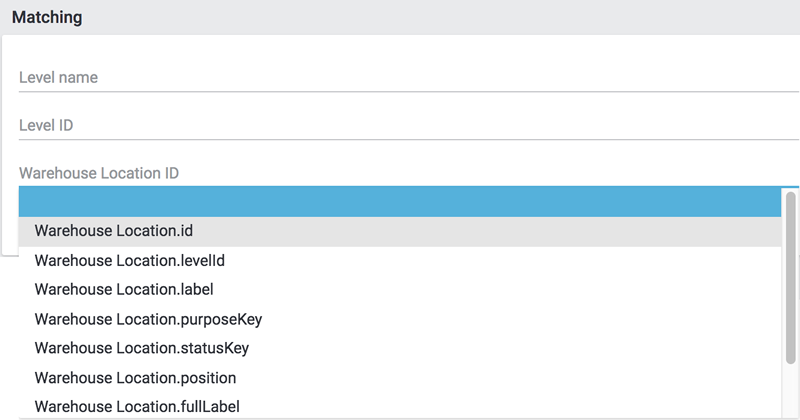 Matching
Level name
Level ID
Warehouse Location ID
Warehouse Location.id
Warehouse Location.levelId
Warehouse Location.label
Warehouse Location.purposeKey
Warehouse Location.statusKey
Warehouse Location.position
Warehouse Location.fullLabel